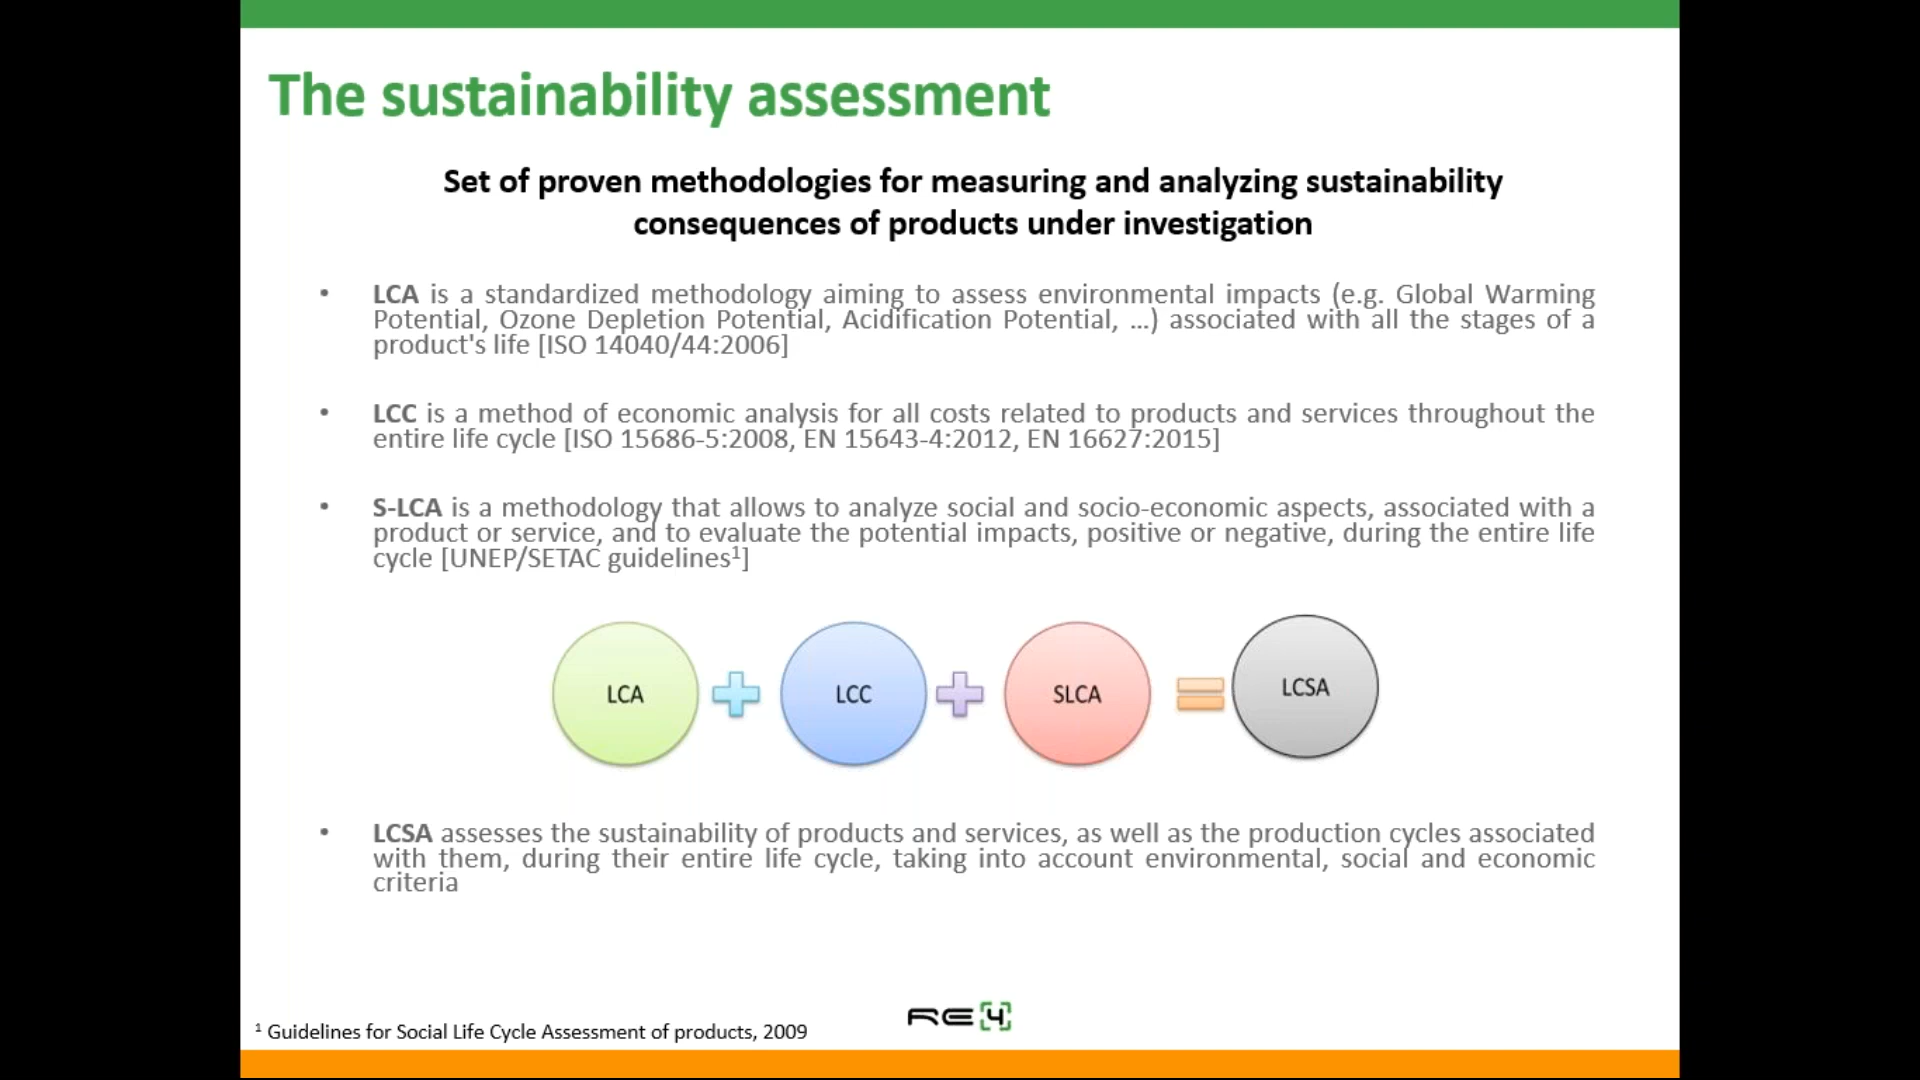 The sustainability assessment
Set of proven methodologies for measuring and analyzing sustainability
consequences of products under investigation
• LCA is a standardized methodology aiming to assess environmental impacts (e.g. Global Warming
Potential, Ozone Depletion Potential, Acidification Potential, ...) associated with all the stages of a
product's life [ISO 14040/44:2006]
• LCC is a method of economic analysis for all costs related to products and services throughout the
entire life cycle [ISO 15686-5:2008, EN 15643-4:2012, EN 16627:2015]
• S-LCA is a methodology that allows to analyze social and socio-economic aspects, associated with a
product or service, and to evaluate the potential impacts, positive or negative, during the entire life
cycle [UNEP/SETAC guidelines¹]
LCA + LCC + SLCA = LCSA
• LCSA assesses the sustainability of products and services, as well as the production cycles associated
with them, during their entire life cycle, taking into account environmental, social and economic
criteria
RE4
¹ Guidelines for Social Life Cycle Assessment of products, 2009